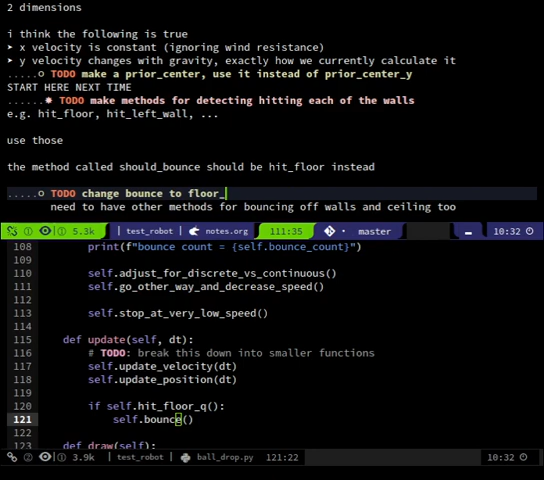 2 dimensions
i think the following is true
➤ x velocity is constant (ignoring wind resistance)
➤ y velocity changes with gravity, exactly how we currently calculate it
.....○ TODO make a prior_center, use it instead of prior_center_y
START HERE NEXT TIME
......✸ TODO make methods for detecting hitting each of the walls
e.g. hit_floor, hit_left_wall, ...
use those
the method called should_bounce should be hit_floor instead
.....○ TODO change bounce to floor_
need to have other methods for bouncing off walls and ceiling too
① 5.3k | test_robot notes.org 111:35 master 10:32
108 print(f"bounce count = {self.bounce_count}")
109
110 self.adjust_for_discrete_vs_continuous()
111 self.go_other_way_and_decrease_speed()
112
113 self.stop_at_very_low_speed()
114
115 def update(self, dt):
116 # TODO: break this down into smaller functions
117 self.update_velocity(dt)
118 self.update_position(dt)
119
120 if self.hit_floor_q():
121 self.bounce()
122
123 def draw(self):
② ① 3.9k | test_robot | ball_drop.py 121:22 10:32